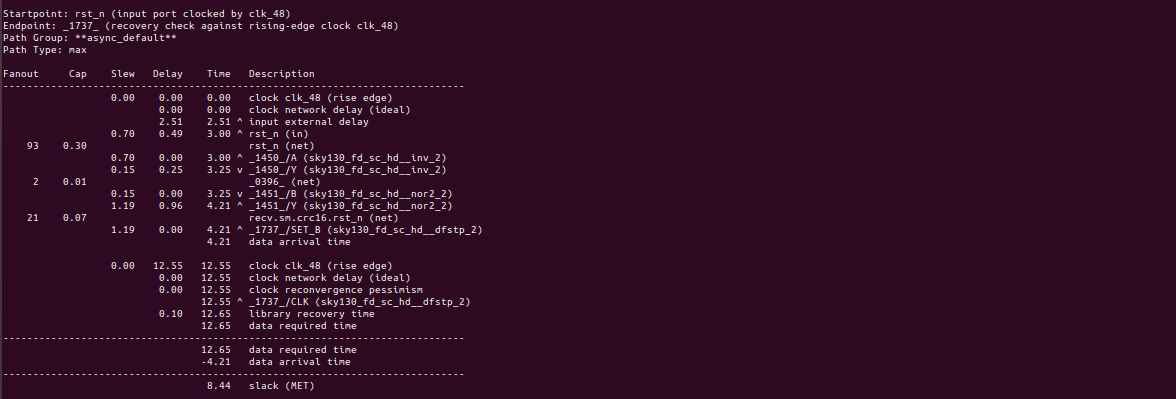 Startpoint: rst_n (input port clocked by clk_48)
Endpoint: _1737_ (recovery check against rising-edge clock clk_48)
Path Group: **async_default**
Path Type: max

Fanout     Cap    Slew   Delay    Time   Description
-----------------------------------------------------------------------------
                  0.00    0.00    0.00   clock clk_48 (rise edge)
                          0.00    0.00   clock network delay (ideal)
                          2.51    2.51 ^ input external delay
                  0.70    0.49    3.00 ^ rst_n (in)
    93    0.30                           rst_n (net)
                  0.70    0.00    3.00 ^ _1450_/A (sky130_fd_sc_hd__inv_2)
                  0.15    0.25    3.25 v _1450_/Y (sky130_fd_sc_hd__inv_2)
     2    0.01                           _0396_ (net)
                  0.15    0.00    3.25 v _1451_/B (sky130_fd_sc_hd__nor2_2)
                  1.19    0.96    4.21 ^ _1451_/Y (sky130_fd_sc_hd__nor2_2)
    21    0.07                           recv.sm.crc16.rst_n (net)
                  1.19    0.00    4.21 ^ _1737_/SET_B (sky130_fd_sc_hd__dfstp_2)
                                  4.21   data arrival time

                  0.00   12.55   12.55   clock clk_48 (rise edge)
                          0.00   12.55   clock network delay (ideal)
                          0.00   12.55   clock reconvergence pessimism
                                 12.55 ^ _1737_/CLK (sky130_fd_sc_hd__dfstp_2)
                          0.10   12.65   library recovery time
                                 12.65   data required time
-----------------------------------------------------------------------------
                                 12.65   data required time
                                 -4.21   data arrival time
-----------------------------------------------------------------------------
                                  8.44   slack (MET)